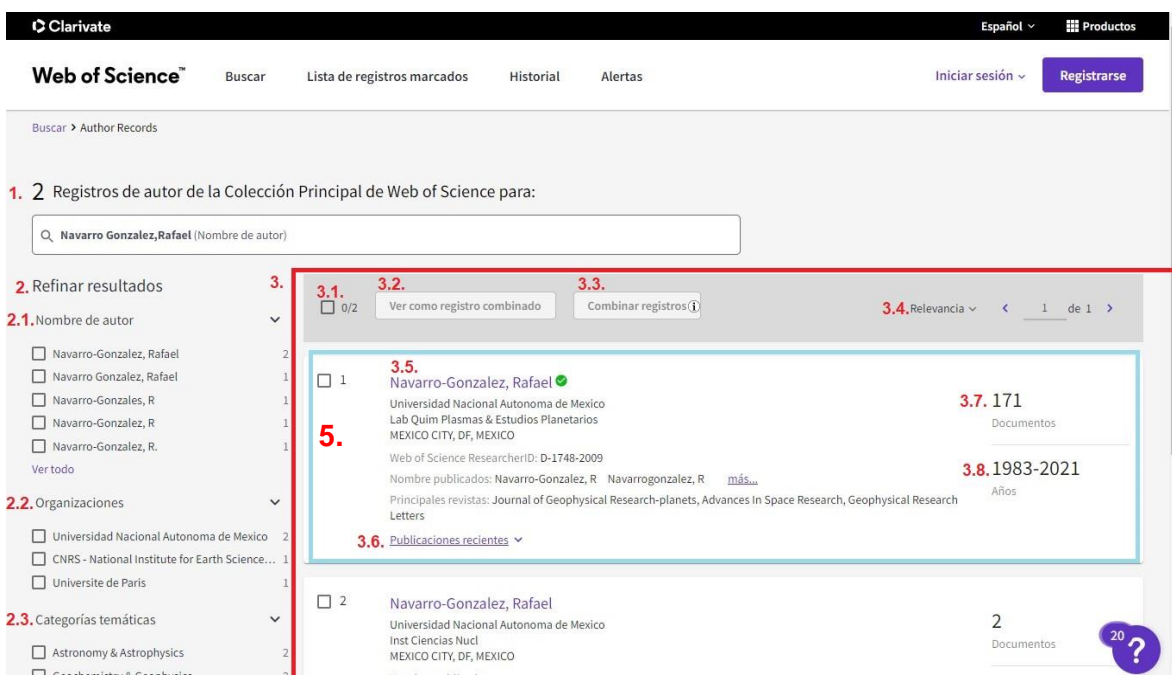 Clarivate
Español
Productos
Web of Science™
Buscar
Lista de registros marcados
Historial
Alertas
Iniciar sesión
Registrarse
Buscar > Author Records
1. 2 Registros de autor de la Colección Principal de Web of Science para:
Navarro Gonzalez,Rafael (Nombre de autor)
2. Refinar resultados
2.1. Nombre de autor
Navarro-Gonzalez, Rafael 2
Navarro Gonzalez, Rafael 1
Navarro-Gonzales, R 1
Navarro-Gonzalez, R 1
Navarro-Gonzalez, R. 1
Ver todo
2.2. Organizaciones
Universidad Nacional Autonoma de Mexico 2
CNRS - National Institute for Earth Science... 1
Universite de Paris 1
2.3. Categorías temáticas
Astronomy & Astrophysics 2
3.
3.1. 0/2
3.2. Ver como registro combinado
3.3. Combinar registros
3.4. Relevancia
< 1 de 1 >
5.
1
3.5.
Navarro-Gonzalez, Rafael
Universidad Nacional Autonoma de Mexico
Lab Quim Plasmas & Estudios Planetarios
MEXICO CITY, DF, MEXICO
Web of Science ResearcherID: D-1748-2009
Nombre publicados: Navarro-Gonzalez, R Navarrogonzalez, R más...
Principales revistas: Journal of Geophysical Research-planets, Advances In Space Research, Geophysical Research
Letters
3.6. Publicaciones recientes
3.7. 171
Documentos
3.8. 1983-2021
Años
2
Navarro-Gonzalez, Rafael
Universidad Nacional Autonoma de Mexico
Inst Ciencias Nucl
MEXICO CITY, DF, MEXICO
2
Documentos
20
?